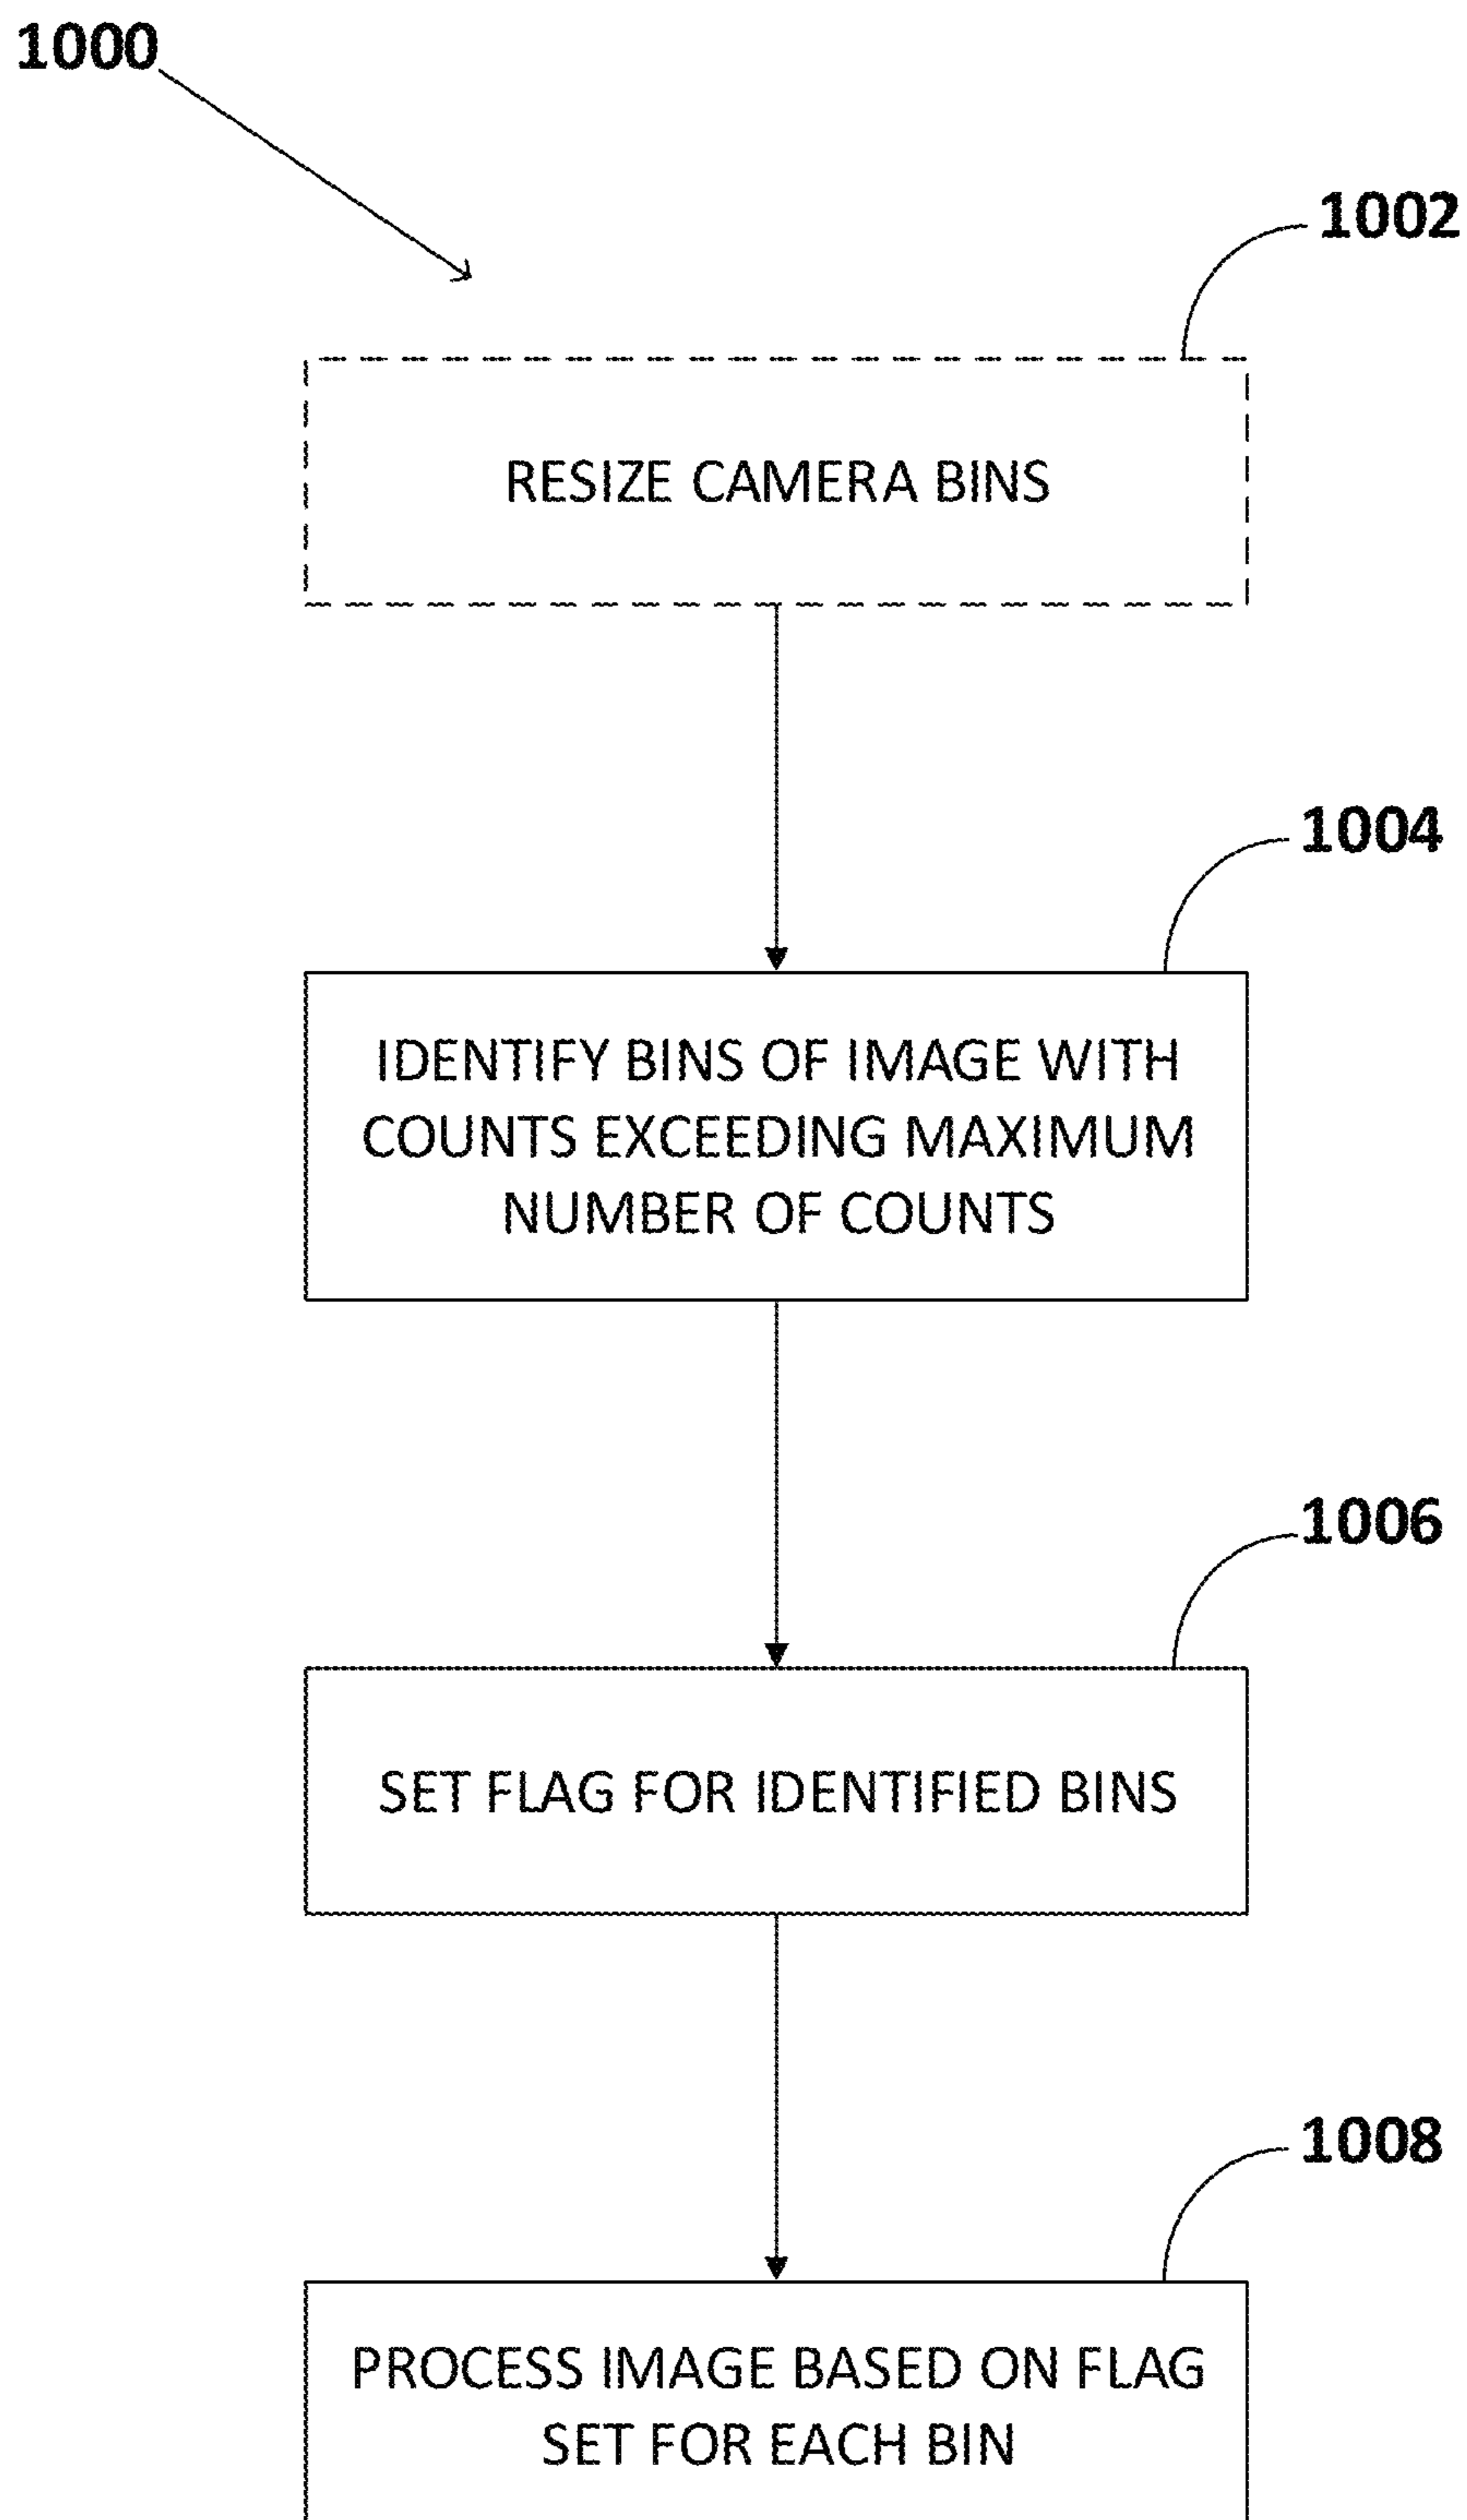 1000
1002
RESIZE CAMERA BINS
1004
IDENTIFY BINS OF IMAGE WITH
COUNTS EXCEEDING MAXIMUM
NUMBER OF COUNTS
1006
SET FLAG FOR IDENTIFIED BINS
1008
PROCESS IMAGE BASED ON FLAG
SET FOR EACH BIN